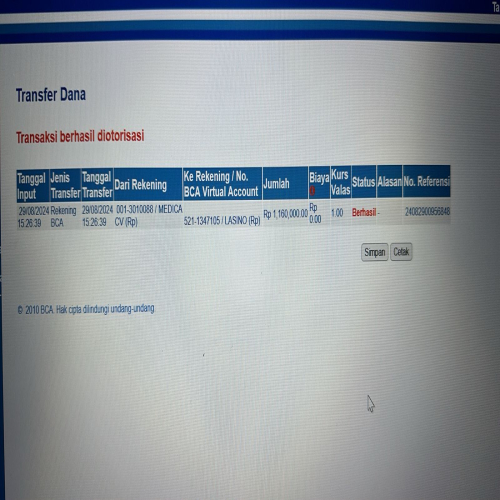 Ta
Transfer Dana
Transaksi berhasil diotorisasi
Tanggal Input Jenis Transfer Tanggal Transfer Dari Rekening Ke Rekening / No. BCA Virtual Account Jumlah Biaya Kurs Valas Status Alasan No. Referensi
29/08/2024 15:26:39 Rekening BCA 29/08/2024 15:26:39 001-3010088 / MEDICA CV (Rp) 521-1347105 / LASINO (Rp) Rp 1,160,000.00 Rp 0.00 1.00 Berhasil - 24082900956848
Simpan Cetak
© 2010 BCA. Hak cipta dilindungi undang-undang.